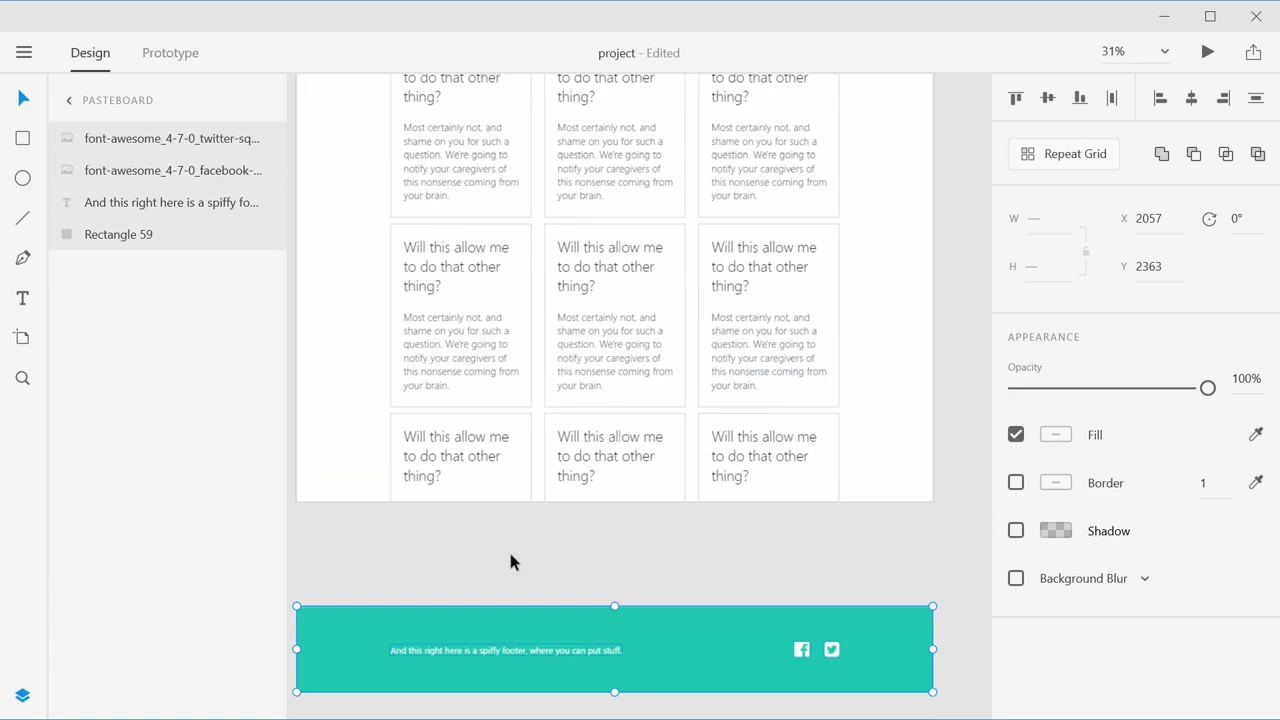 Design
Prototype
project - Edited
31%
PASTEBOARD
font-awesome_4-7-0_twitter-sq...
font-awesome_4-7-0_facebook-...
T And this right here is a spiffy fo...
Rectangle 59
T
to do that other
thing?
Most certainly not, and
shame on you for such a
question. We're going to
notify your caregivers of
this nonsense coming from
your brain.
to do that other
thing?
Most certainly not, and
shame on you for such a
question. We're going to
notify your caregivers of
this nonsense coming from
your brain.
to do that other
thing?
Most certainly not, and
shame on you for such a
question. We're going to
notify your caregivers of
this nonsense coming from
your brain.
Will this allow me
to do that other
thing?
Most certainly not, and
shame on you for such a
question. We're going to
notify your caregivers of
this nonsense coming from
your brain.
Will this allow me
to do that other
thing?
Most certainly not, and
shame on you for such a
question. We're going to
notify your caregivers of
this nonsense coming from
your brain.
Will this allow me
to do that other
thing?
Most certainly not, and
shame on you for such a
question. We're going to
notify your caregivers of
this nonsense coming from
your brain.
Will this allow me
to do that other
thing?
Will this allow me
to do that other
thing?
Will this allow me
to do that other
thing?
And this right here is a spiffy footer, where you can put stuff.
Repeat Grid
W — X 2057 0°
H — Y 2363
APPEARANCE
Opacity
100%
Fill
Border 1
Shadow
Background Blur